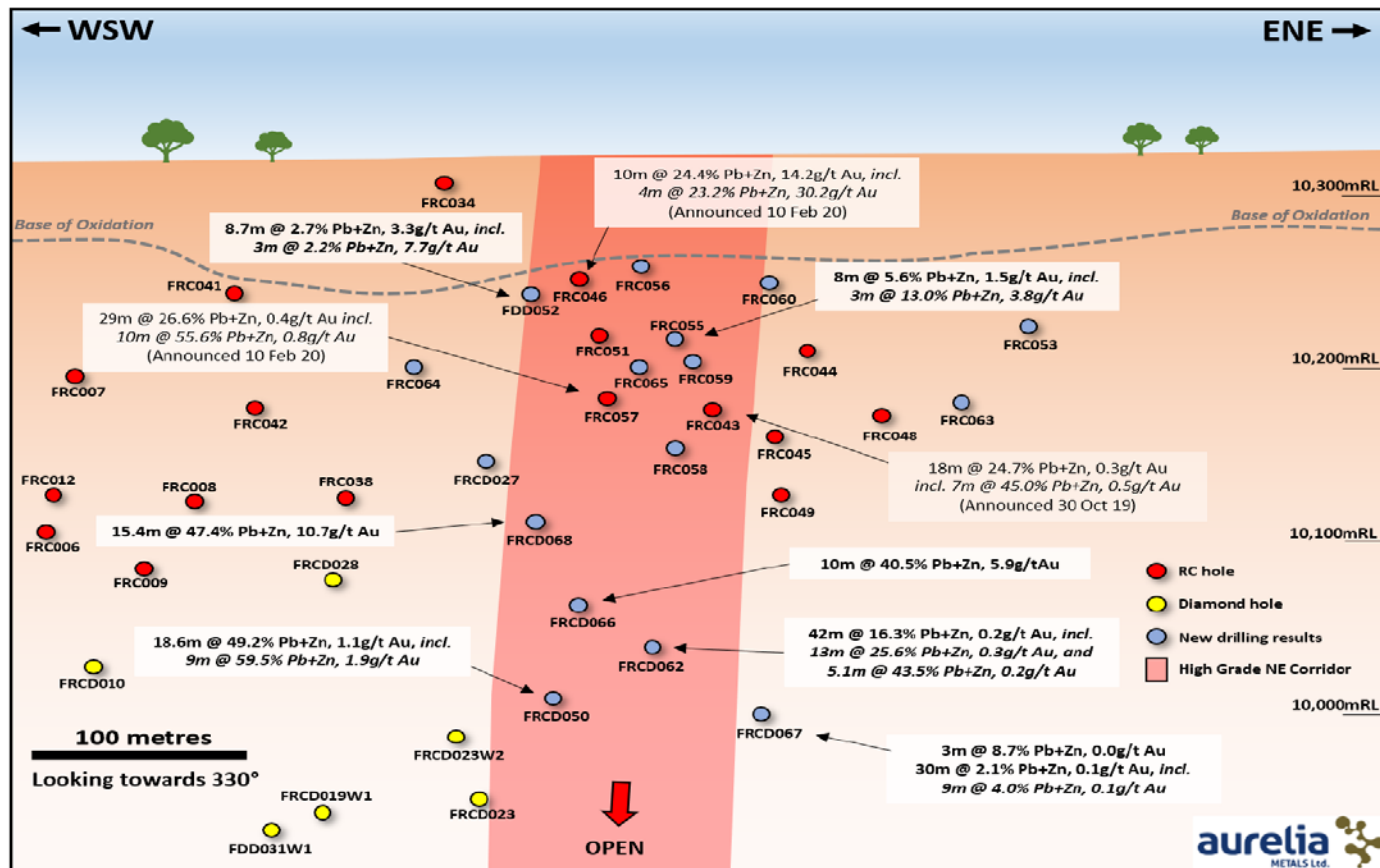 WSW
ENE
10m @ 24.4% Pb+Zn, 14.2g/t Au, incl.
4m @ 23.2% Pb+Zn, 30.2g/t Au
(Announced 10 Feb 20)
10,300mRL
FRC034
Base of Oxidation
Base of Oxidation
8.7m @ 2.7% Pb+Zn, 3.3g/t Au, incl.
3m @ 2.2% Pb+Zn, 7.7g/t Au
FRC041
FRC046
FRC056
FRC060
8m @ 5.6% Pb+Zn, 1.5g/t Au, incl.
3m @ 13.0% Pb+Zn, 3.8g/t Au
FDD052
29m @ 26.6% Pb+Zn, 0.4g/t Au incl.
10m @ 55.6% Pb+Zn, 0.8g/t Au
(Announced 10 Feb 20)
FRC055
FRC051
FRC053
10,200mRL
FRC007
FRC064
FRC065
FRC059
FRC044
FRC042
FRC057
FRC043
FRC048
FRC063
FRC045
FRC058
FRCD027
18m @ 24.7% Pb+Zn, 0.3g/t Au
incl. 7m @ 45.0% Pb+Zn, 0.5g/t Au
(Announced 30 Oct 19)
FRC012
FRC008
FRC038
FRC049
15.4m @ 47.4% Pb+Zn, 10.7g/t Au
FRC006
FRCD068
10,100mRL
FRC009
FRCD028
10m @ 40.5% Pb+Zn, 5.9g/tAu
RC hole
Diamond hole
New drilling results
High Grade NE Corridor
FRCD066
18.6m @ 49.2% Pb+Zn, 1.1g/t Au, incl.
9m @ 59.5% Pb+Zn, 1.9g/t Au
FRCD062
42m @ 16.3% Pb+Zn, 0.2g/t Au, incl.
13m @ 25.6% Pb+Zn, 0.3g/t Au, and
5.1m @ 43.5% Pb+Zn, 0.2g/t Au
FRCD010
FRCD050
FRCD067
10,000mRL
100 metres
Looking towards 330°
FRCD023W2
3m @ 8.7% Pb+Zn, 0.0g/t Au
30m @ 2.1% Pb+Zn, 0.1g/t Au, incl.
9m @ 4.0% Pb+Zn, 0.1g/t Au
FRCD019W1
FRCD023
FDD031W1
OPEN
aurelia
METALS Ltd.